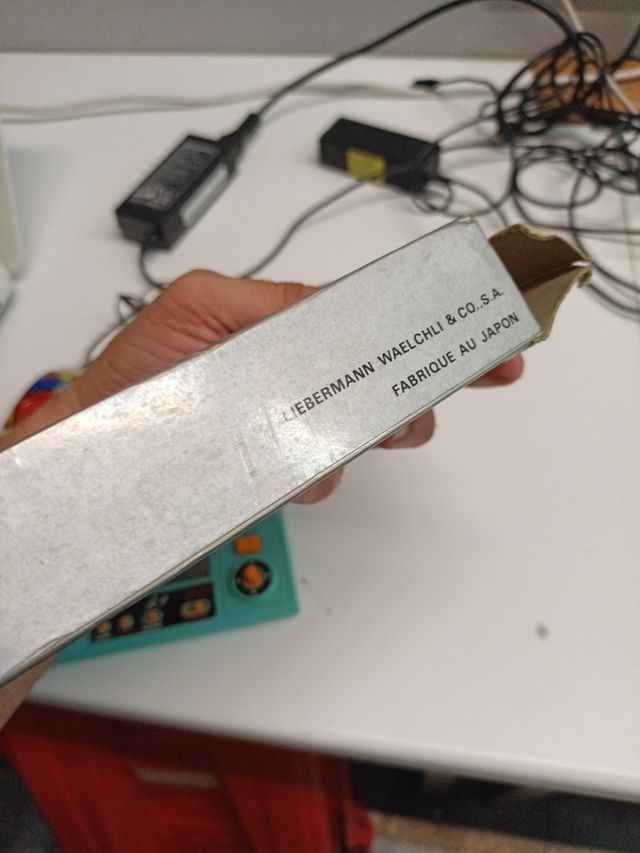 LIEBERMANN WAELCHLI & CO., S.A.
FABRIQUE AU JAPON